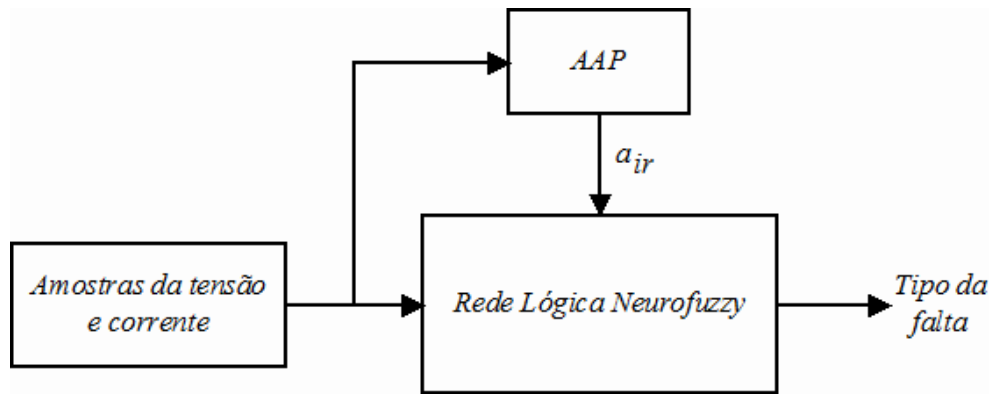 AAP
a_ir
Amostras da tensão
e corrente
Rede Lógica Neurofuzzy
Tipo da
falta